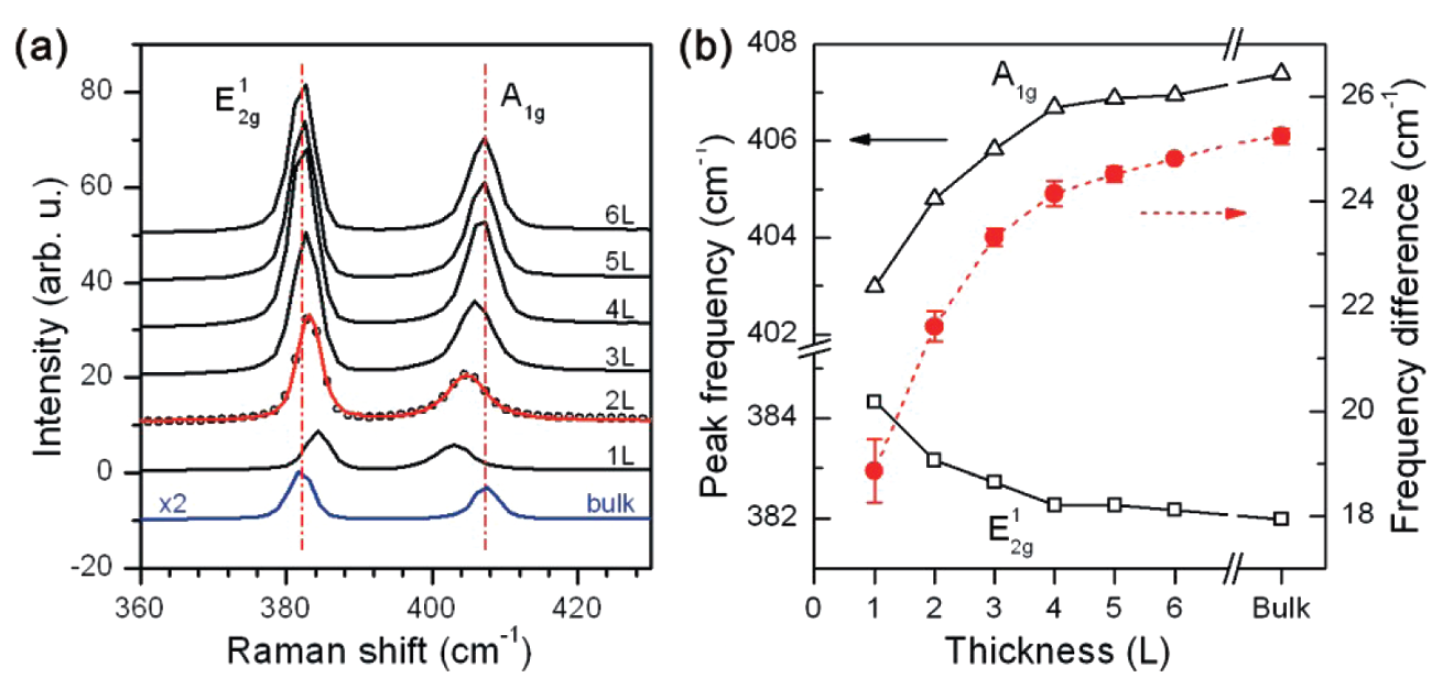 (a)
80
60
40
20
0
-20
Intensity (arb. u.)
E¹2g
A1g
6L
5L
4L
3L
2L
1L
x2
bulk
360
380
400
420
Raman shift (cm⁻¹)
(b)
408
406
404
402
384
382
Peak frequency (cm⁻¹)
A1g
E¹2g
26
24
22
20
18
Frequency difference (cm⁻¹)
0
1
2
3
4
5
6
Bulk
Thickness (L)